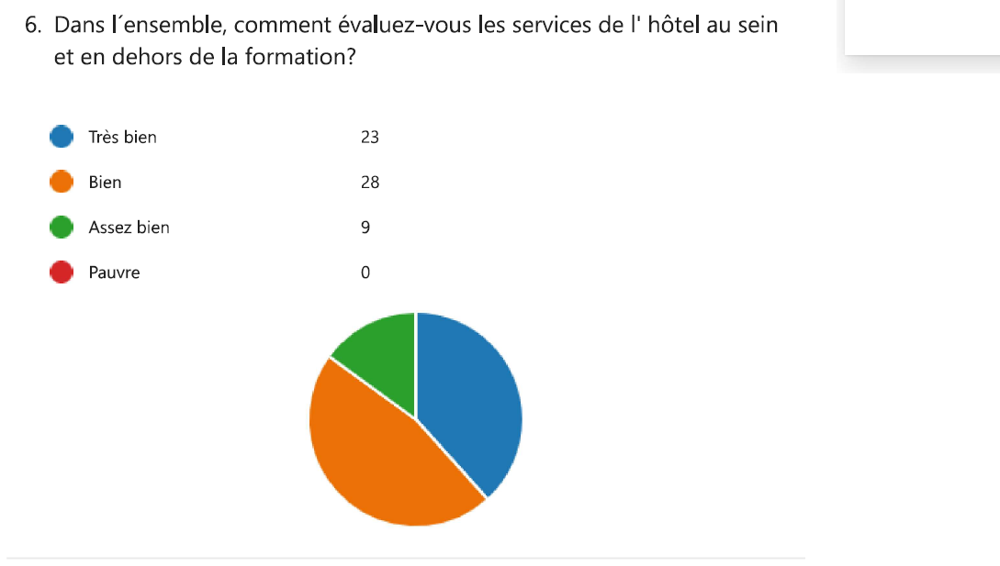 6. Dans l´ensemble, comment évaluez-vous les services de l' hôtel au sein
et en dehors de la formation?
Très bien 23
Bien 28
Assez bien 9
Pauvre 0